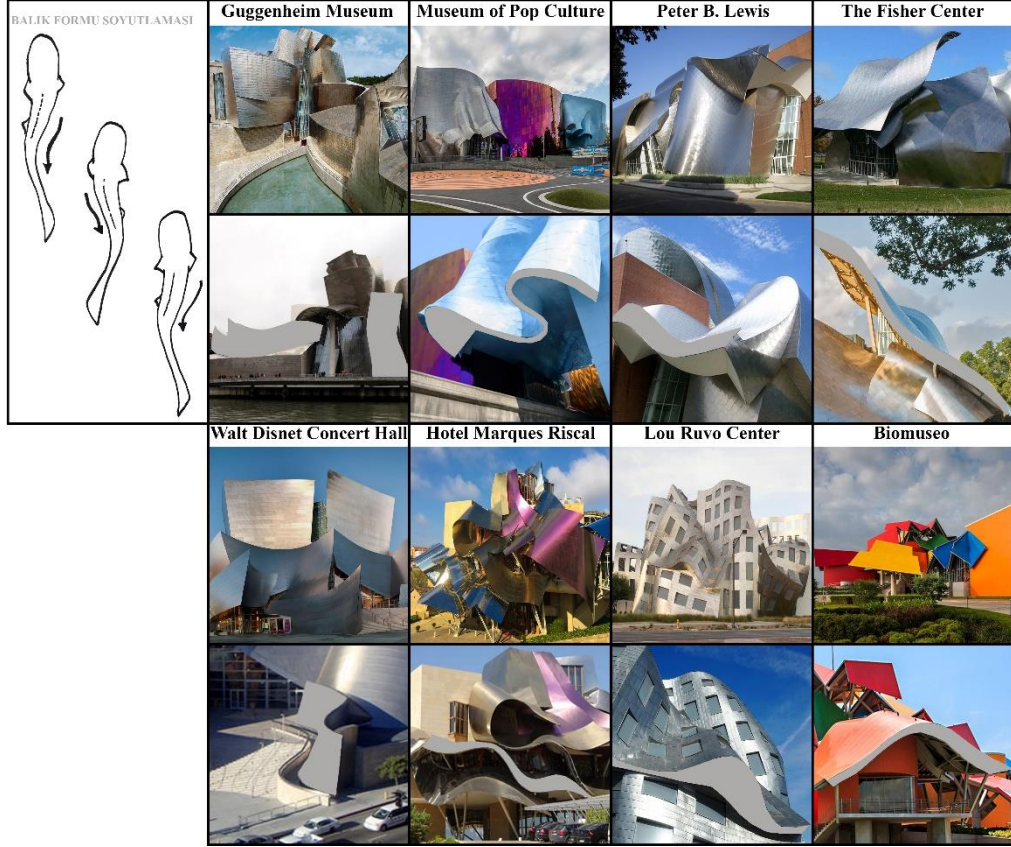 BALIK FORMU SOYUTLAMASI
Guggenheim Museum
Museum of Pop Culture
Peter B. Lewis
The Fisher Center
Walt Disnet Concert Hall
Hotel Marques Riscal
Lou Ruvo Center
Biomuseo